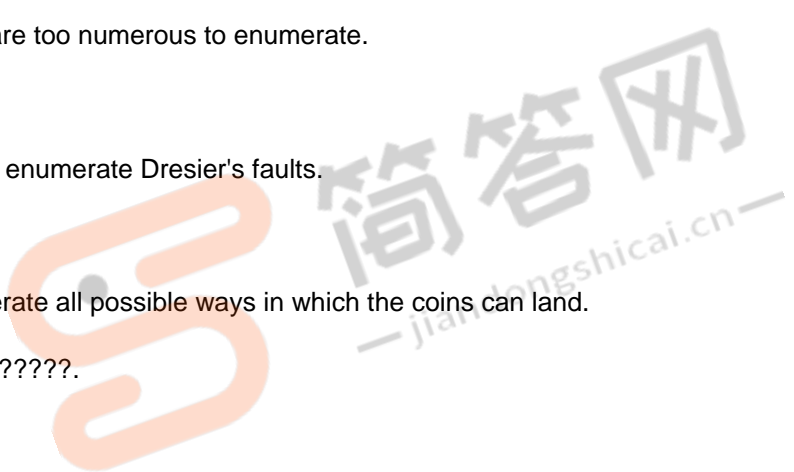 are too numerous to enumerate.
enumerate Dresier's faults.
erate all possible ways in which the coins can land.
?????.
简答网
jiandongshicai.cn